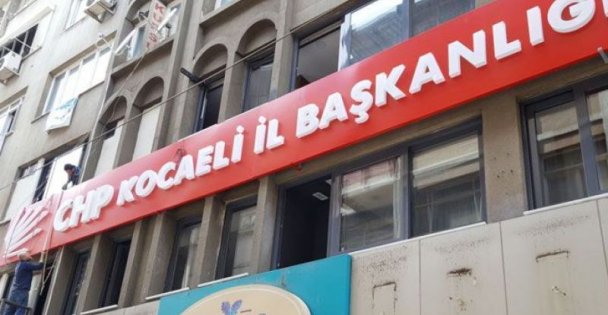 CHP KOCAELİ İL BAŞKANLIĞI